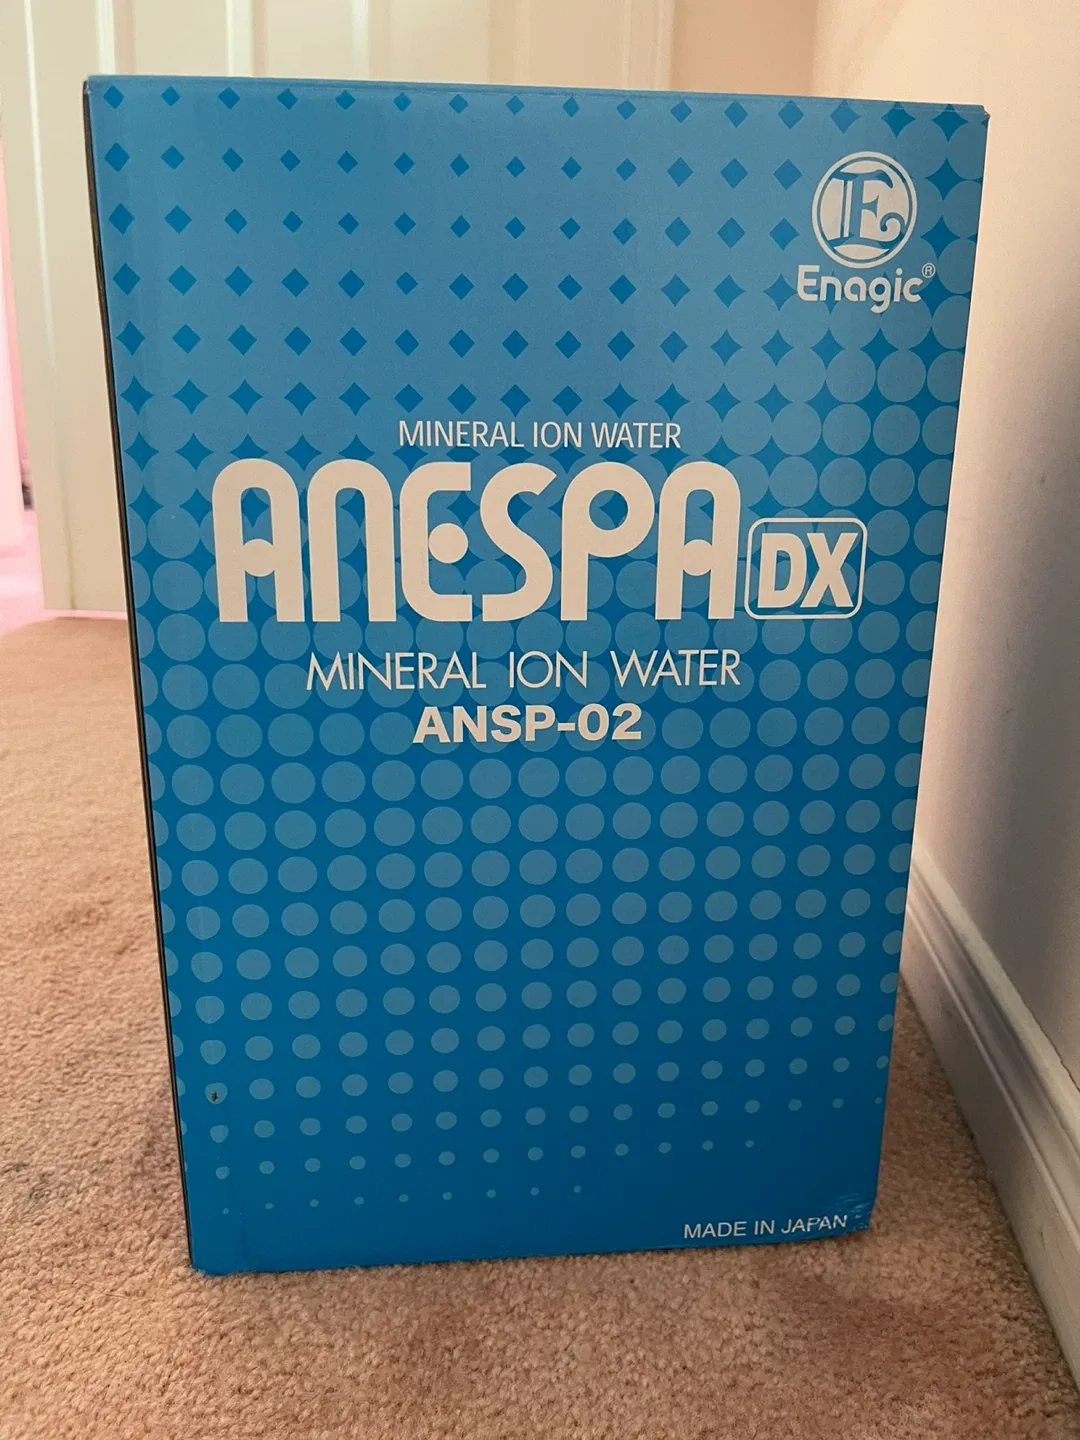 E
Enagic®
MINERAL ION WATER
ANESPA DX
MINERAL ION WATER
ANSP-02
MADE IN JAPAN